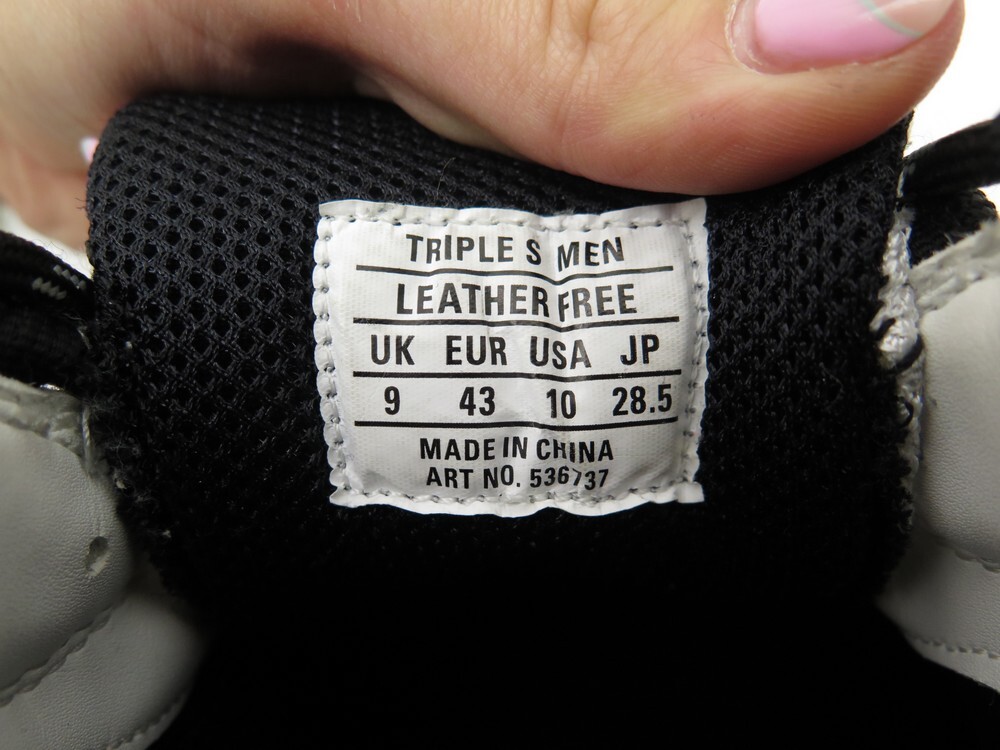 TRIPLE S MEN
LEATHER FREE
UK EUR USA JP
9 43 10 28.5
MADE IN CHINA
ART NO. 536737